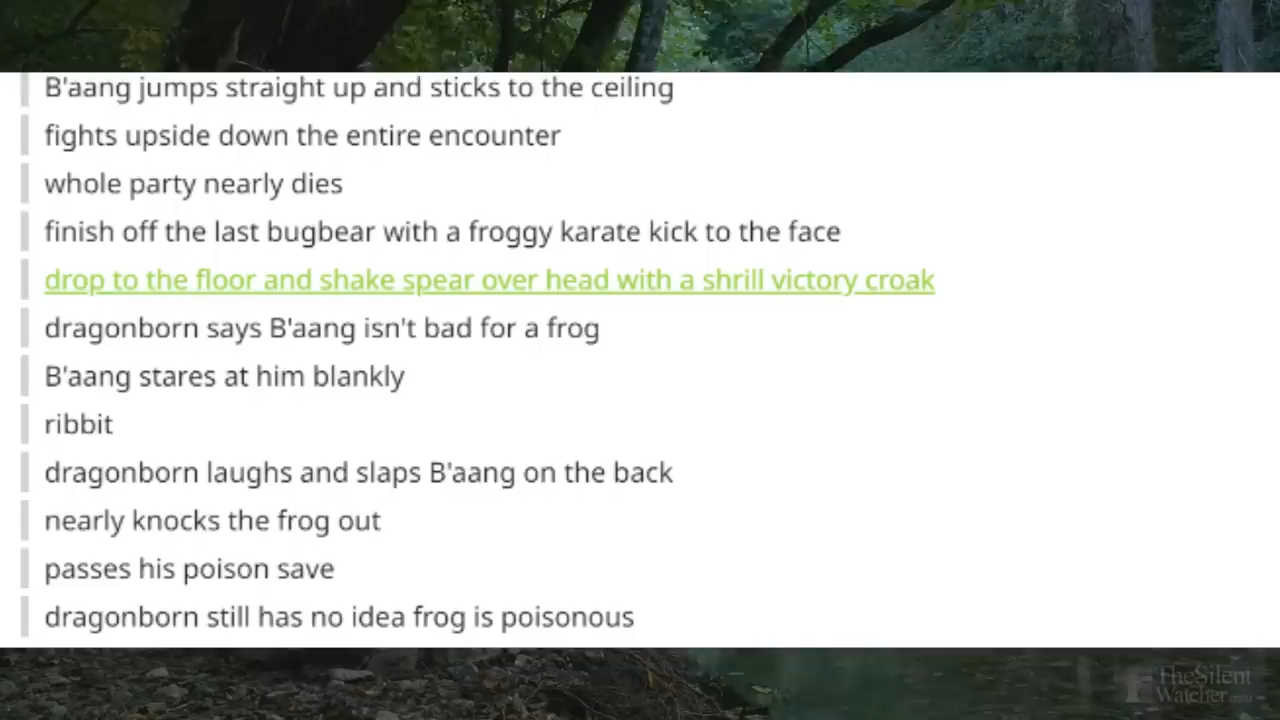 B'aang jumps straight up and sticks to the ceiling
fights upside down the entire encounter
whole party nearly dies
finish off the last bugbear with a froggy karate kick to the face
drop to the floor and shake spear over head with a shrill victory croak
dragonborn says B'aang isn't bad for a frog
B'aang stares at him blankly
ribbit
dragonborn laughs and slaps B'aang on the back
nearly knocks the frog out
passes his poison save
dragonborn still has no idea frog is poisonous
TheSilent
Watcher.com